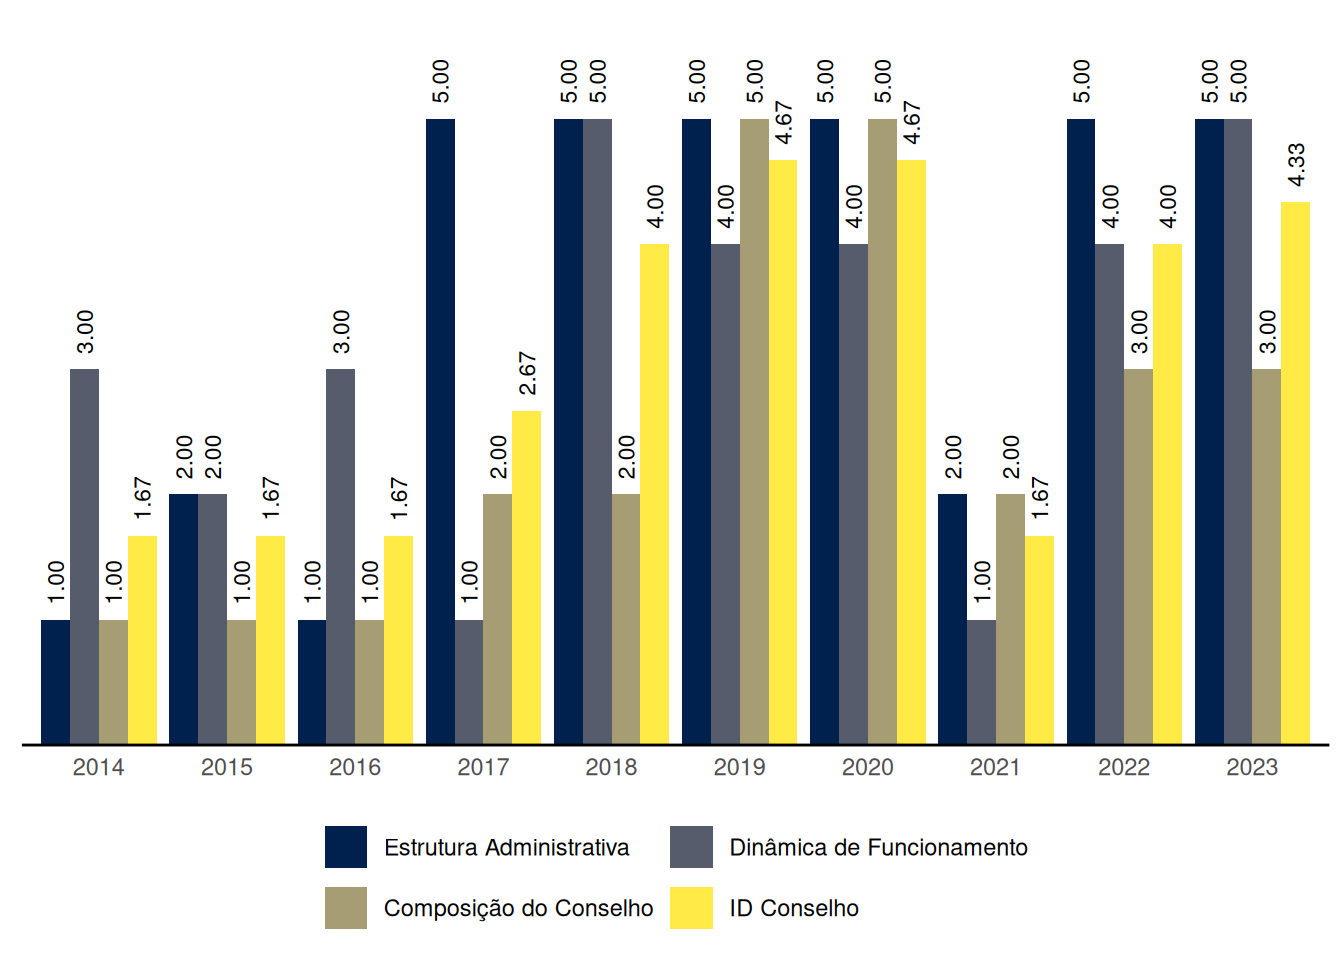 1.00 3.00 1.00 1.67
2.00 2.00 1.00 1.67
1.00 3.00 1.00 1.67
5.00 1.00 2.00 2.67
5.00 5.00 2.00 4.00
5.00 4.00 5.00 4.67
5.00 4.00 5.00 4.67
2.00 1.00 2.00 1.67
5.00 4.00 3.00 4.00
5.00 5.00 3.00 4.33
2014 2015 2016 2017 2018 2019 2020 2021 2022 2023
Estrutura Administrativa Dinâmica de Funcionamento
Composição do Conselho ID Conselho